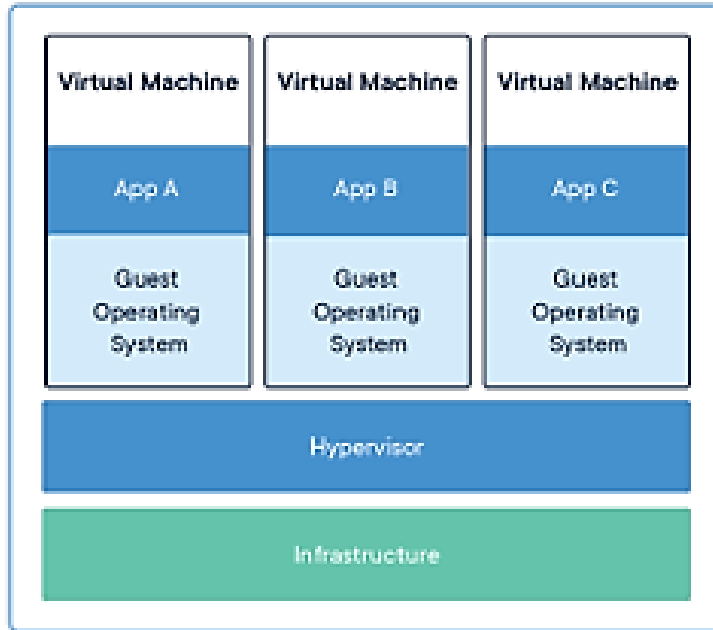 Virtual Machine
Virtual Machine
Virtual Machine
App A
App B
App C
Guest
Operating
System
Guest
Operating
System
Guest
Operating
System
Hypervisor
Infrastructure